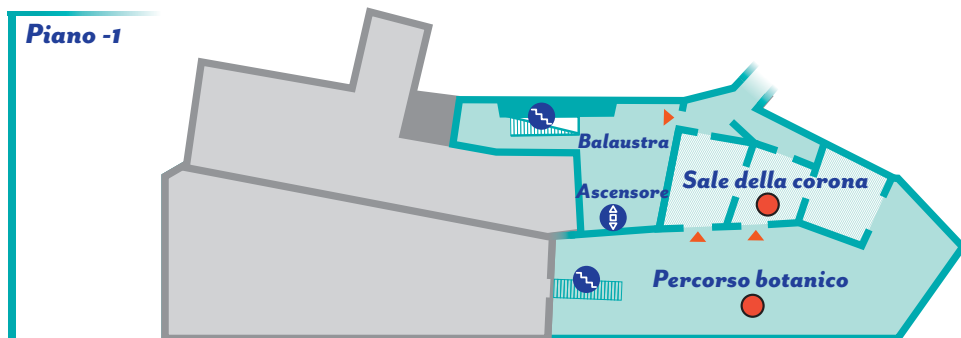 Piano -1
Balaustra
Sale della corona
Ascensore
Percorso botanico